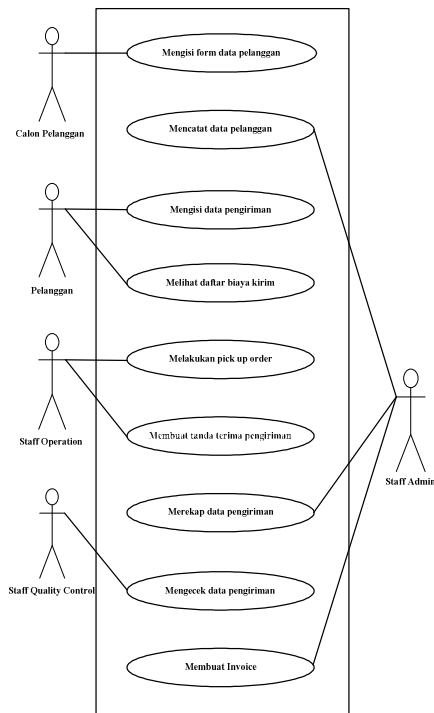 Mengisi form data pelanggan
Calon Pelanggan
Mencatat data pelanggan
Mengisi data pengiriman
Pelanggan
Melihat daftar biaya kirim
Melakukan pick up order
Staff Operation
Membuat tanda terima pengiriman
Staff Admin
Merekap data pengiriman
Staff Quality Control
Mengecek data pengiriman
Membuat Invoice